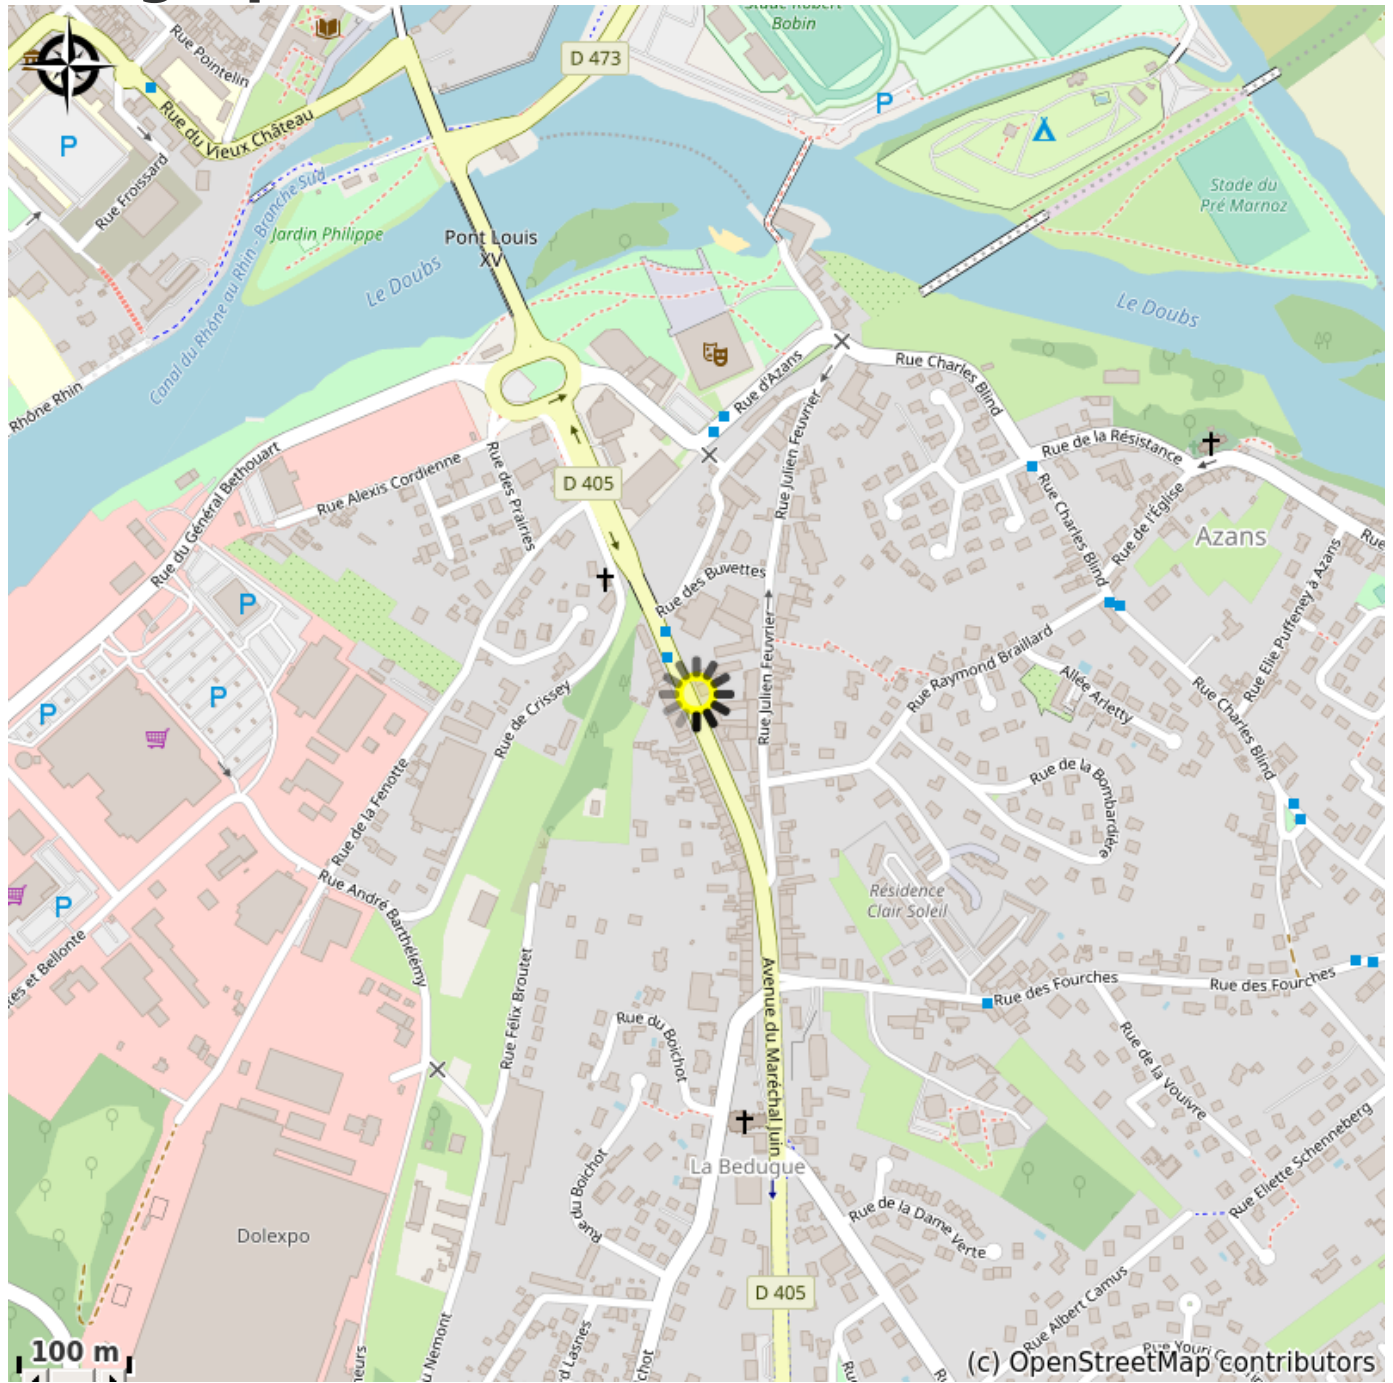 Stade Robert
Bobin
Rue Pointelin
D 473
P
P
Rue du Vieux Château
Rue Froissard
Stade du
Pré Marnoz
Jardin Philippe
Pont Louis
XV
Le Doubs
Canal du Rhône au Rhin - Branche Sud
Le Doubs
Rhône Rhin
Rue d'Azans
Rue Charles Blind
Rue Julien Feuvrier
Rue de la Résistance
Rue du Général Bethouart
Rue Alexis Cordienne
Rue des Prairies
D 405
Rue Charles Blind
Rue de l'Église
Azans
Rue
Rue des Buvettes
P
Rue Elie Puffeney à Azans
Rue Julien Feuvrier
Rue Raymond Braillard
Allée Arletty
Rue Charles Blind
P
P
Rue de Crissey
Rue de la Fenotte
Rue de la Bombardière
Rue André Barthélemy
Résidence
Clair Soleil
P
les et Bellonte
Rue Félix Broutet
Avenue du Maréchal Juin
Rue des Fourches
Rue des Fourches
Rue du Boichot
Rue de la Vouivre
La Bedugue
Rue Eliette Schenneberg
Rue du Boichot
Rue de la Dame Verte
Dolexpo
D 405
Rue Albert Camus
Rue Youri
100 m
(c) OpenStreetMap contributors